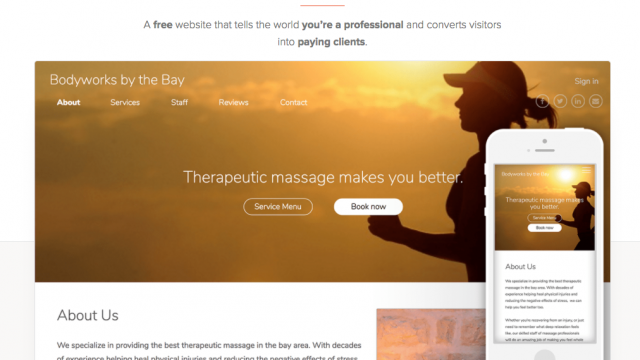 A free website that tells the world you're a professional and converts visitors
into paying clients.
Bodyworks by the Bay
Sign in
About
Services
Staff
Reviews
Contact
Therapeutic massage makes you better.
Service Menu
Book now
About Us
We specialize in providing the best therapeutic massage in the bay area. With decades
of experience helping heal physical injuries and reducing the negative effects of stress,
Bodyworks by the Bay
Therapeutic massage makes
you better.
Service Menu
Book now
About Us
We specialize in providing the best therapeutic
massage in the bay area. With decades of
experience helping heal physical injuries and
reducing the negative effects of stress, we can
help you feel better too.
Whether you're recovering from an injury, or just
need to remember what deep relaxation feels
like, our skilled staff of massage professionals
will do an amazing job of making you feel whole